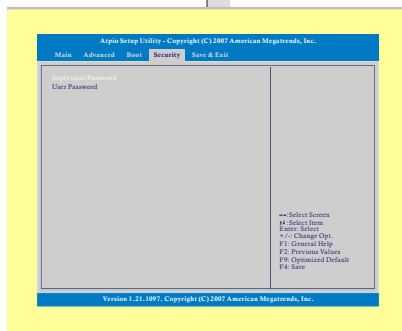 Atpio Setup Utility - Copyright (C) 2007 American Megatrends, Inc.
Main Advanced Boot Security Save & Exit
Supervisor Password
User Password
↔:Select Screen
↕:Select Item
Enter: Select
+/-: Change Opt.
F1: General Help
F2: Previous Values
F9: Optimized Default
F4: Save
Version 1.21.1097. Copyright (C) 2007 American Megatrends, Inc.